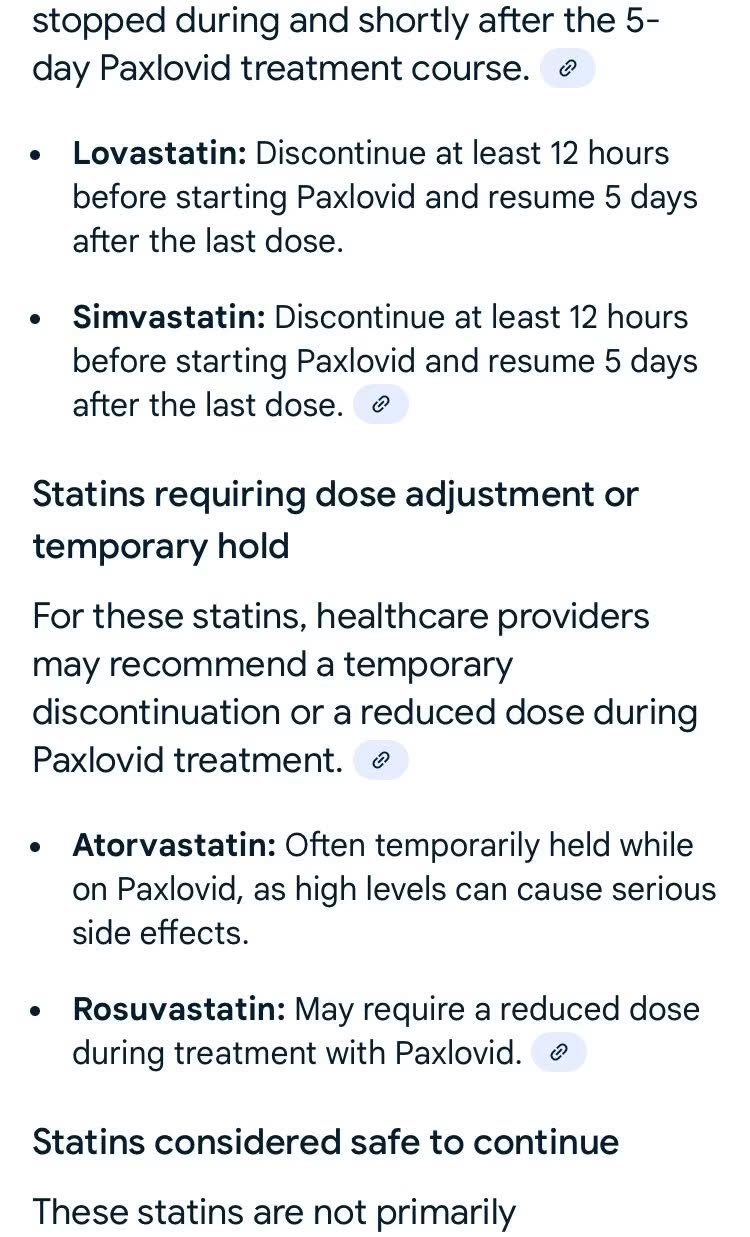 stopped during and shortly after the 5-
day Paxlovid treatment course.
• Lovastatin: Discontinue at least 12 hours
before starting Paxlovid and resume 5 days
after the last dose.
• Simvastatin: Discontinue at least 12 hours
before starting Paxlovid and resume 5 days
after the last dose.
Statins requiring dose adjustment or
temporary hold
For these statins, healthcare providers
may recommend a temporary
discontinuation or a reduced dose during
Paxlovid treatment.
• Atorvastatin: Often temporarily held while
on Paxlovid, as high levels can cause serious
side effects.
• Rosuvastatin: May require a reduced dose
during treatment with Paxlovid.
Statins considered safe to continue
These statins are not primarily